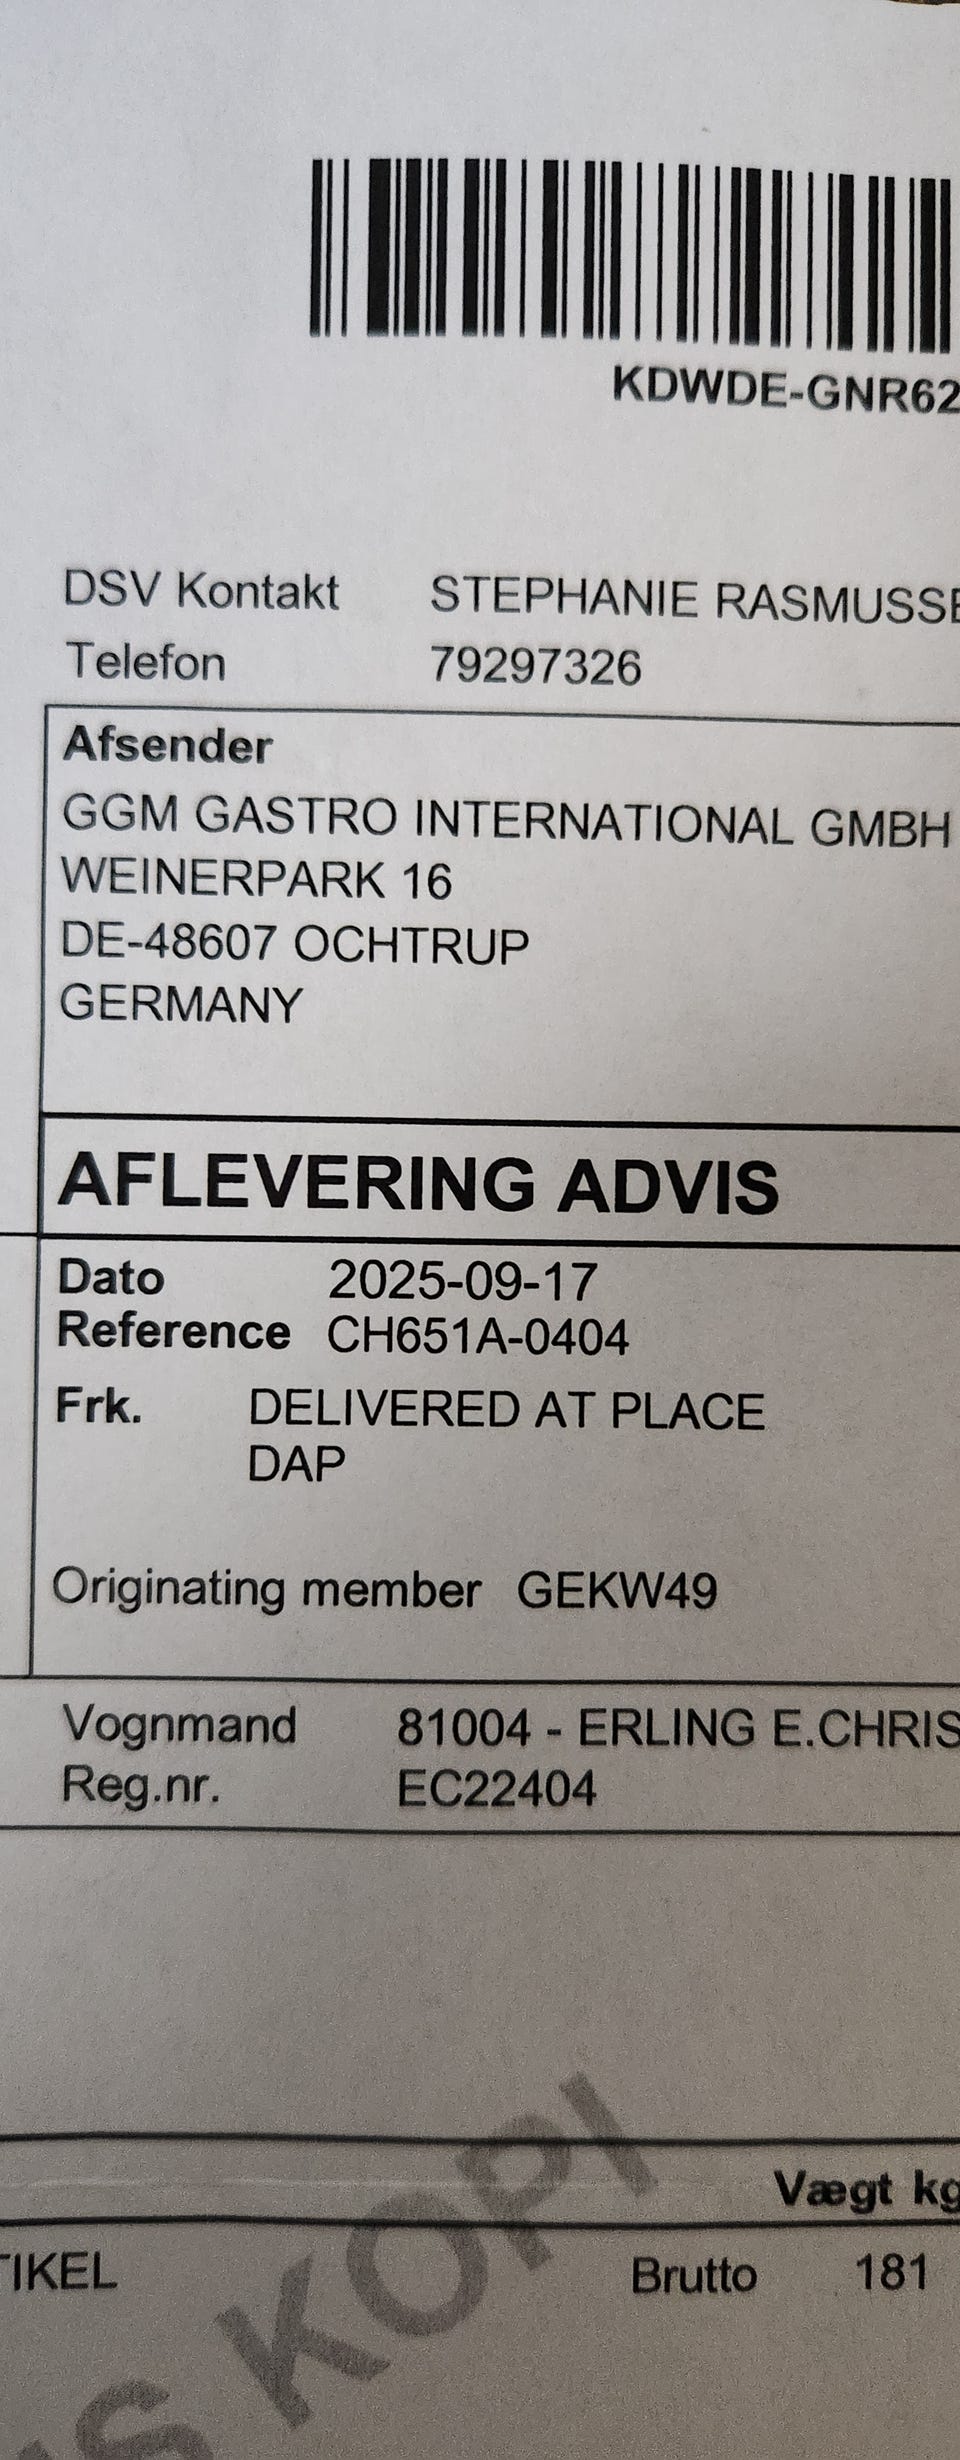 KDWDE-GNR62
DSV Kontakt STEPHANIE RASMUSSE
Telefon 79297326
Afsender
GGM GASTRO INTERNATIONAL GMBH
WEINERPARK 16
DE-48607 OCHTRUP
GERMANY
AFLEVERING ADVIS
Dato 2025-09-17
Reference CH651A-0404
Frk. DELIVERED AT PLACE
DAP
Originating member GEKW49
Vognmand 81004 - ERLING E.CHRIS
Reg.nr. EC22404
Vægt kg
TIKEL Brutto 181
S KOPI